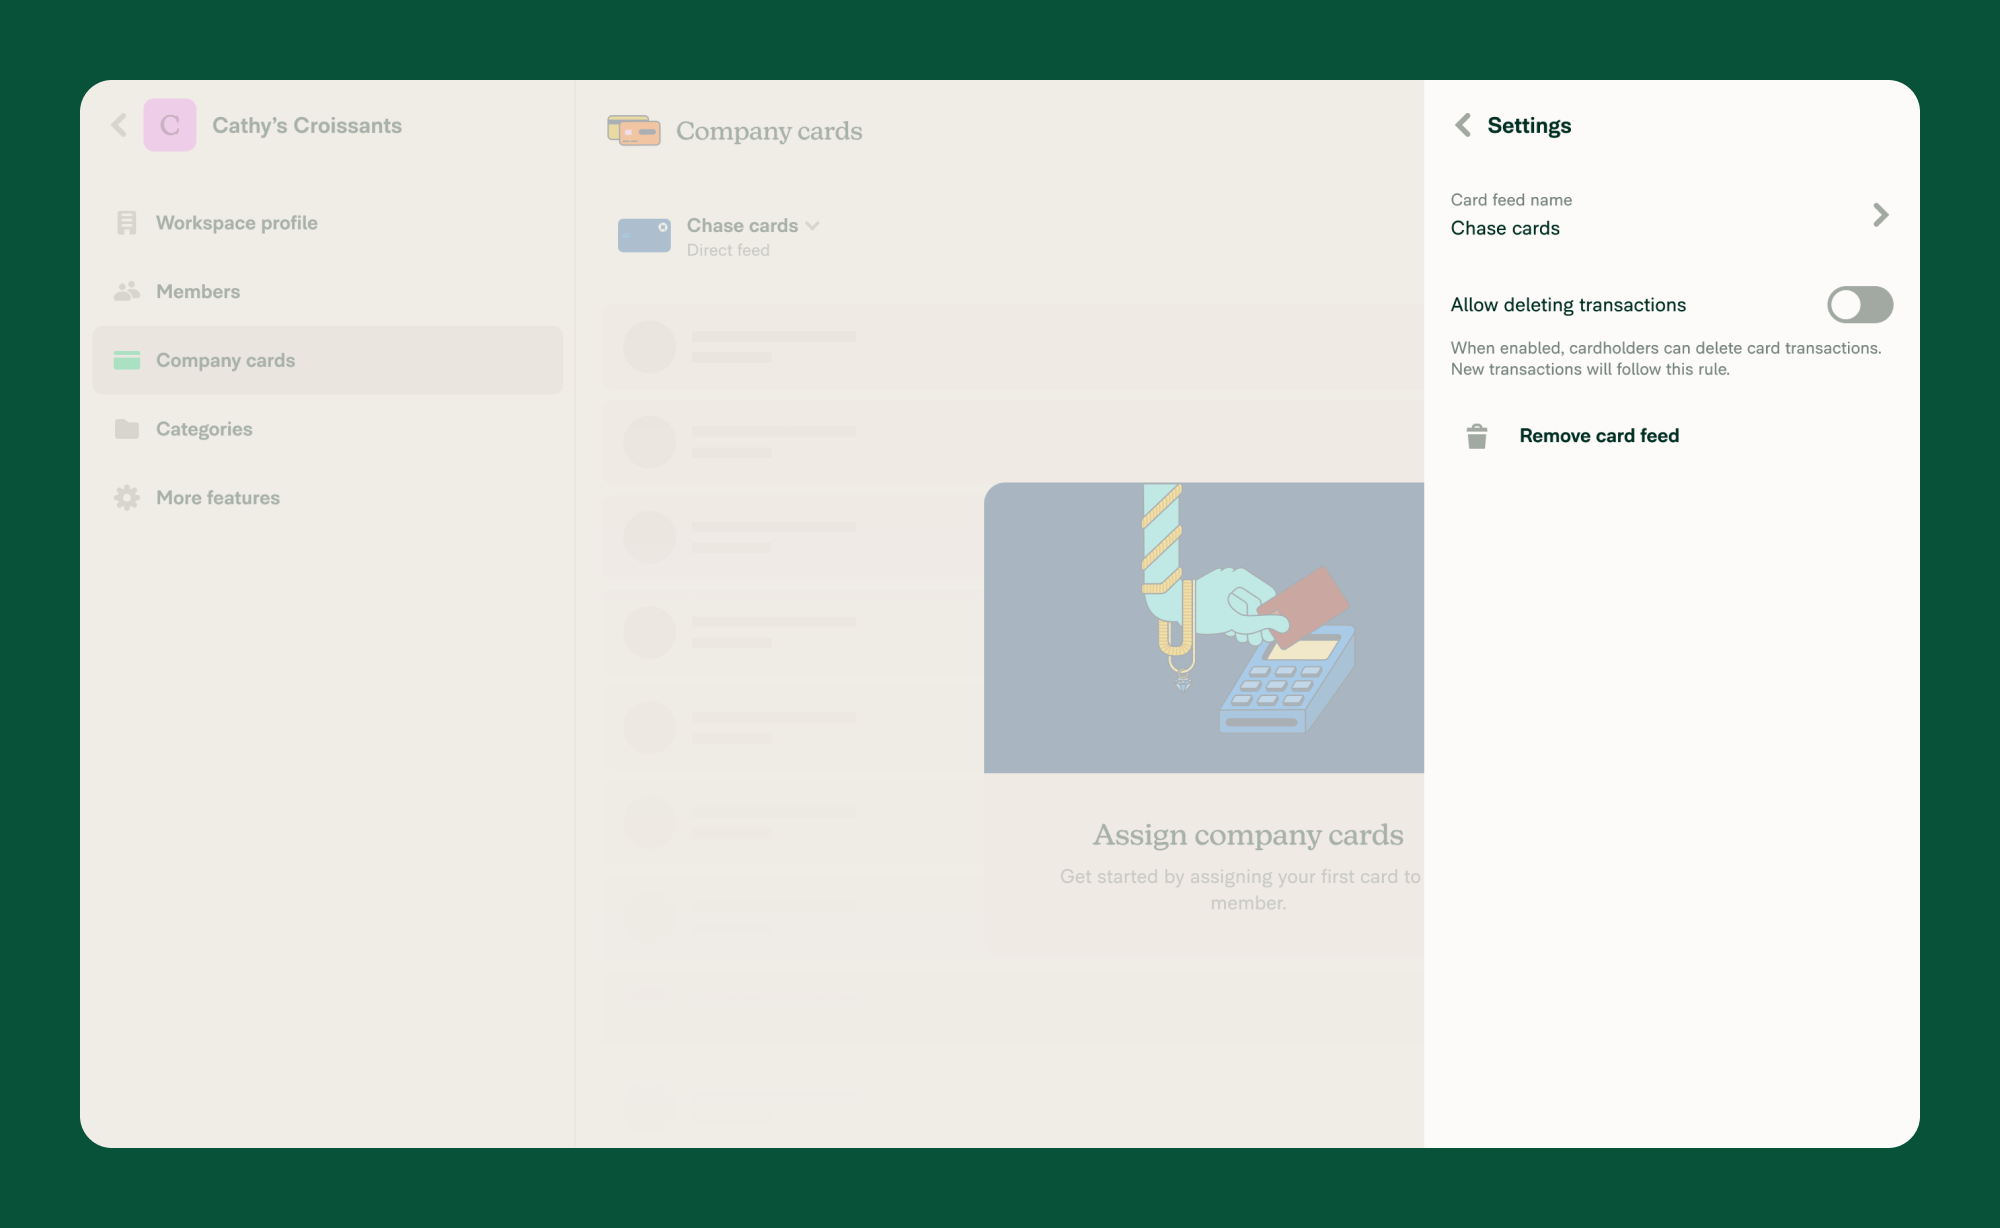 C
Cathy’s Croissants
Workspace profile
Members
Company cards
Categories
More features
Company cards
Chase cards
Direct feed
Assign company cards
Get started by assigning your first card to
member.
Settings
Card feed name
Chase cards
Allow deleting transactions
When enabled, cardholders can delete card transactions.
New transactions will follow this rule.
Remove card feed